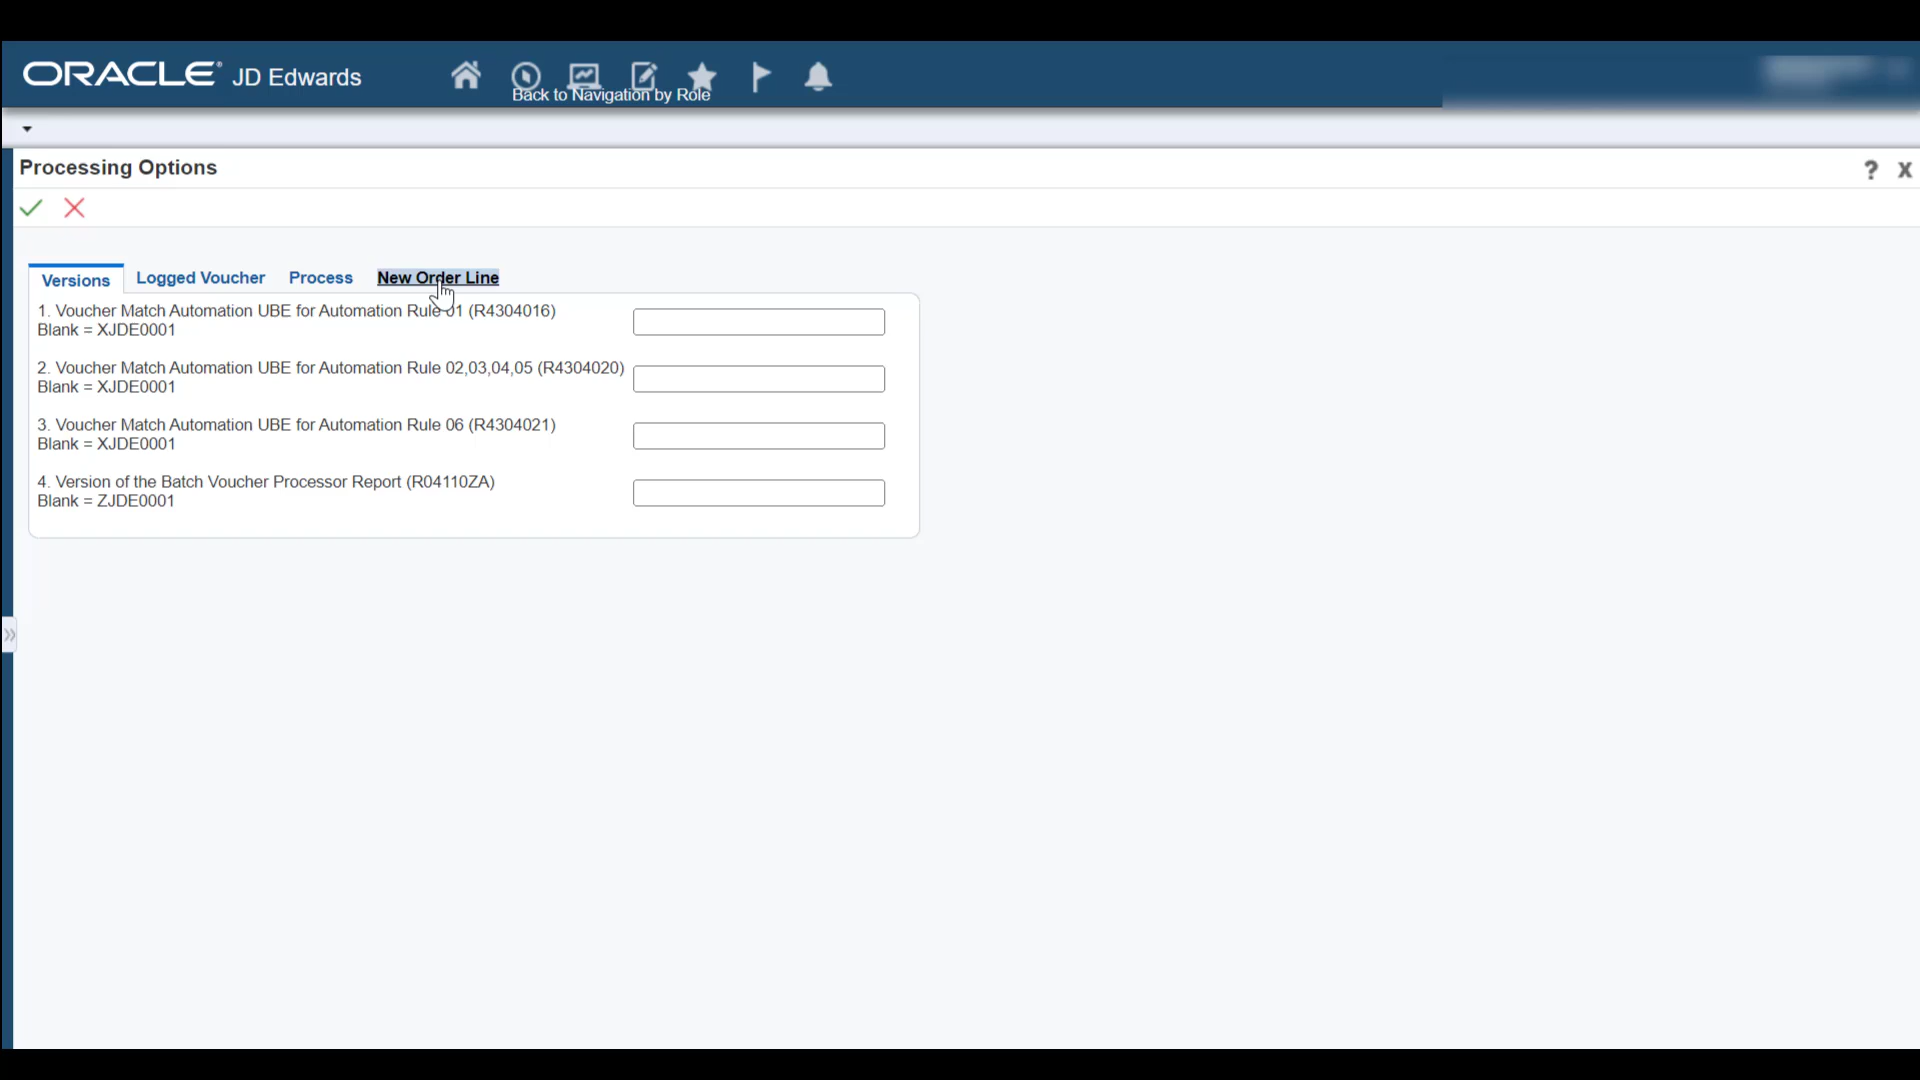 ORACLE JD Edwards
Back to Navigation by Role
Processing Options
? X
Versions Logged Voucher Process New Order Line
1. Voucher Match Automation UBE for Automation Rule 01 (R4304016)
Blank = XJDE0001
2. Voucher Match Automation UBE for Automation Rule 02,03,04,05 (R4304020)
Blank = XJDE0001
3. Voucher Match Automation UBE for Automation Rule 06 (R4304021)
Blank = XJDE0001
4. Version of the Batch Voucher Processor Report (R04110ZA)
Blank = ZJDE0001